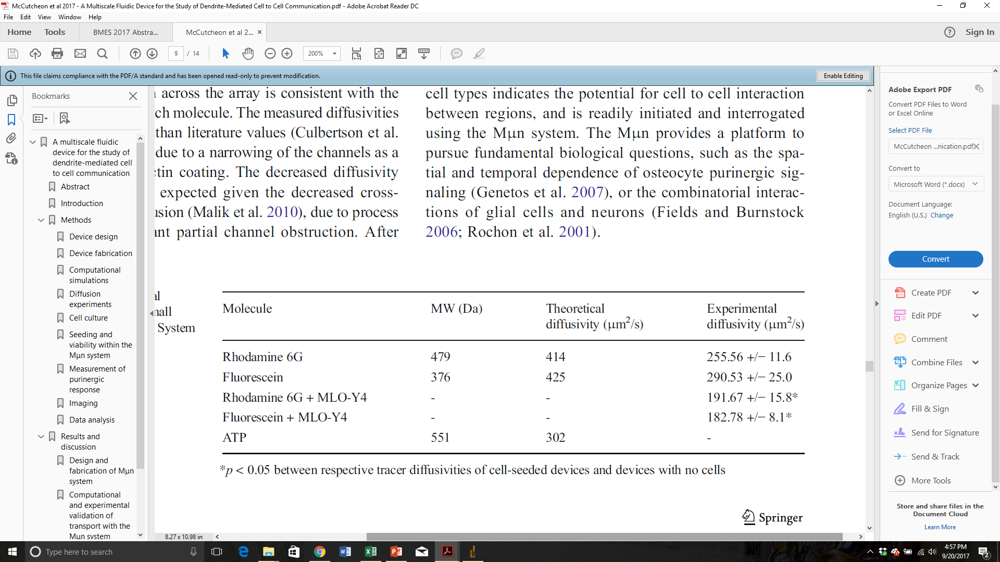 McCutcheon et al 2017 - A Multiscale Fluidic Device for the Study of Dendrite-Mediated Cell to Cell Communication.pdf - Adobe Acrobat Reader DC
File Edit View Window Help
Home Tools BMES 2017 Abstra... McCutcheon et al 2... Sign In
9 / 14 200%
This file claims compliance with the PDF/A standard and has been opened read-only to prevent modification. Enable Editing
Bookmarks
A multiscale fluidic
device for the study of
dendrite-mediated cell
to cell communication
Abstract
Introduction
Methods
Device design
Device fabrication
Computational
simulations
Diffusion
experiments
Cell culture
Seeding and
viability within the
Mµn system
Measurement of
purinergic
response
Imaging
Data analysis
Results and
discussion
Design and
fabrication of Mµn
system
Computational
and experimental
validation of
transport with the
Mµn system
across the array is consistent with the
ch molecule. The measured diffusivities
than literature values (Culbertson et al.
due to a narrowing of the channels as a
tin coating. The decreased diffusivity
expected given the decreased cross-
usion (Malik et al. 2010), due to process
ant partial channel obstruction. After
cell types indicates the potential for cell to cell interaction
between regions, and is readily initiated and interrogated
using the Mµn system. The Mµn provides a platform to
pursue fundamental biological questions, such as the spa-
tial and temporal dependence of osteocyte purinergic sig-
naling (Genetos et al. 2007), or the combinatorial interac-
tions of glial cells and neurons (Fields and Burnstock
2006; Rochon et al. 2001).
al
mall
System
Molecule MW (Da) Theoretical diffusivity (µm²/s) Experimental diffusivity (µm²/s)
Rhodamine 6G 479 414 255.56 +/− 11.6
Fluorescein 376 425 290.53 +/− 25.0
Rhodamine 6G + MLO-Y4 - - 191.67 +/− 15.8*
Fluorescein + MLO-Y4 - - 182.78 +/− 8.1*
ATP 551 302 -
*p < 0.05 between respective tracer diffusivities of cell-seeded devices and devices with no cells
Springer
8.27 x 10.98 in
Adobe Export PDF
Convert PDF Files to Word
or Excel Online
Select PDF File
McCutcheon ...nication.pdf
Convert to
Microsoft Word (*.docx)
Document Language:
English (U.S.) Change
Convert
Create PDF
Edit PDF
Comment
Combine Files
Organize Pages
Fill & Sign
Send for Signature
Send & Track
More Tools
Store and share files in the
Document Cloud
Learn More
Type here to search
4:57 PM
9/20/2017
2